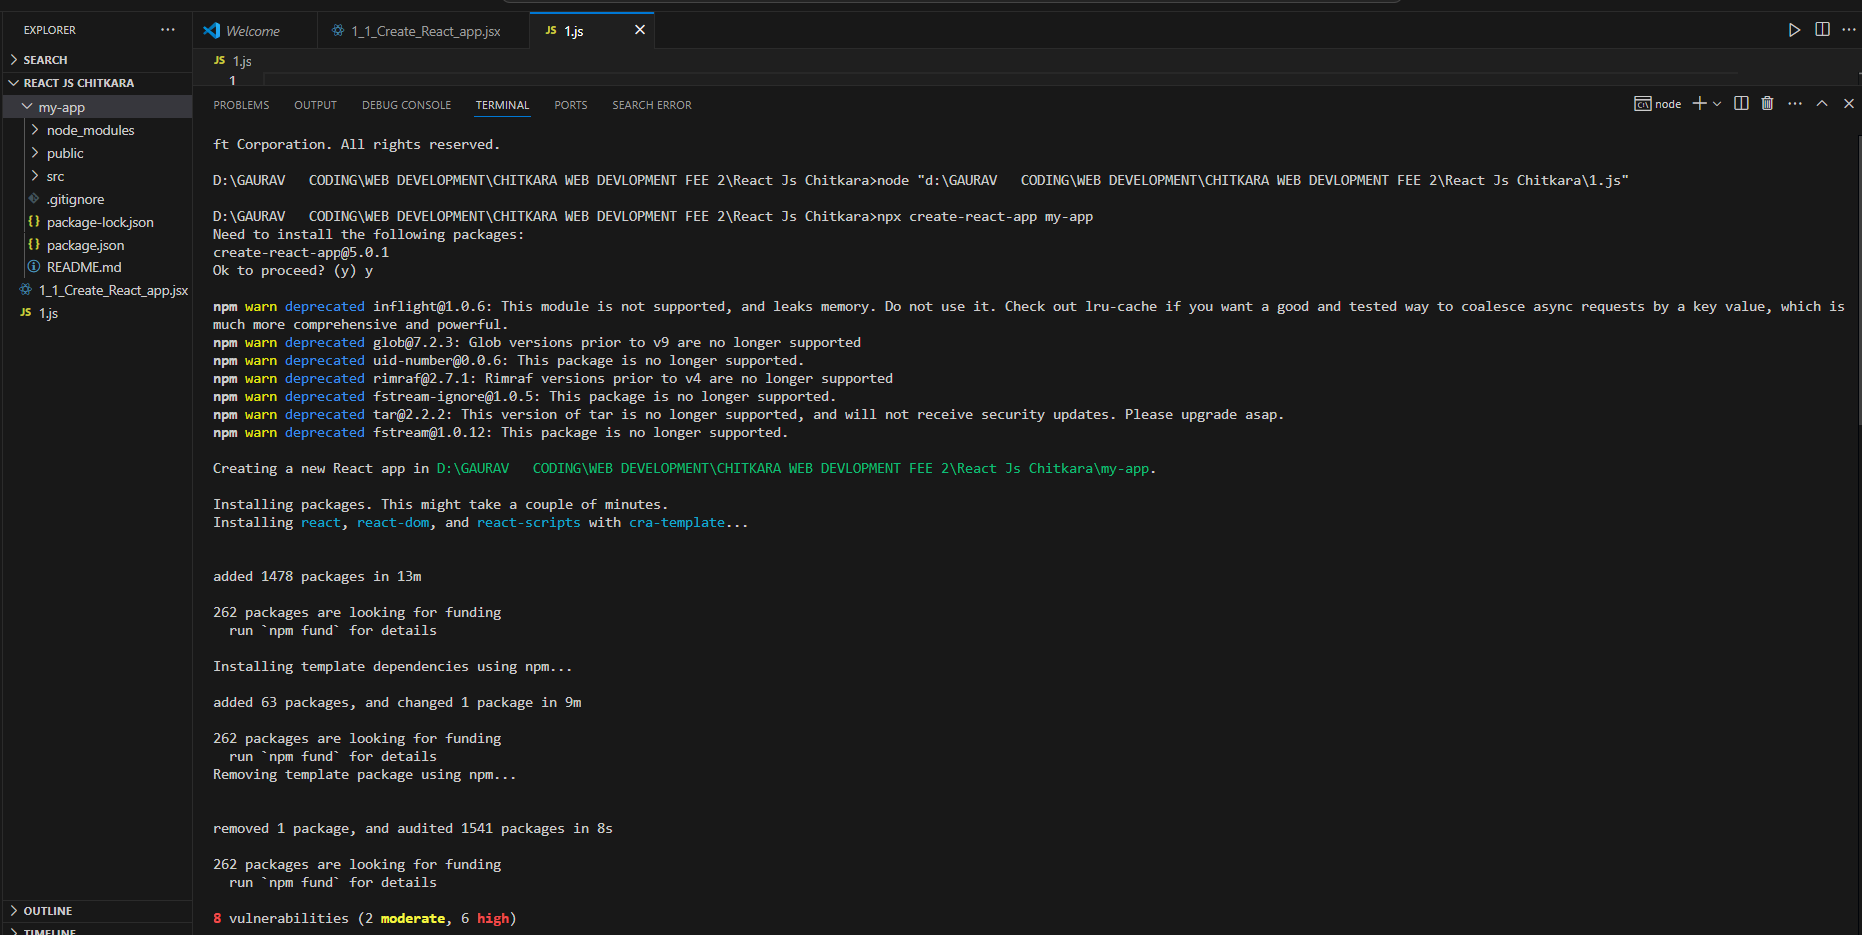 EXPLORER
SEARCH
REACT JS CHITKARA
my-app
node_modules
public
src
.gitignore
package-lock.json
package.json
README.md
1_1_Create_React_app.jsx
JS 1.js
OUTLINE
TIMELINE
Welcome
1_1_Create_React_app.jsx
JS 1.js
JS 1.js
1
PROBLEMS OUTPUT DEBUG CONSOLE TERMINAL PORTS SEARCH ERROR
node
ft Corporation. All rights reserved.
D:\GAURAV   CODING\WEB DEVELOPMENT\CHITKARA WEB DEVLOPMENT FEE 2\React Js Chitkara>node "d:\GAURAV   CODING\WEB DEVELOPMENT\CHITKARA WEB DEVLOPMENT FEE 2\React Js Chitkara\1.js"
D:\GAURAV   CODING\WEB DEVELOPMENT\CHITKARA WEB DEVLOPMENT FEE 2\React Js Chitkara>npx create-react-app my-app
Need to install the following packages:
create-react-app@5.0.1
Ok to proceed? (y) y
npm warn deprecated inflight@1.0.6: This module is not supported, and leaks memory. Do not use it. Check out lru-cache if you want a good and tested way to coalesce async requests by a key value, which is
much more comprehensive and powerful.
npm warn deprecated glob@7.2.3: Glob versions prior to v9 are no longer supported
npm warn deprecated uid-number@0.0.6: This package is no longer supported.
npm warn deprecated rimraf@2.7.1: Rimraf versions prior to v4 are no longer supported
npm warn deprecated fstream-ignore@1.0.5: This package is no longer supported.
npm warn deprecated tar@2.2.2: This version of tar is no longer supported, and will not receive security updates. Please upgrade asap.
npm warn deprecated fstream@1.0.12: This package is no longer supported.
Creating a new React app in D:\GAURAV   CODING\WEB DEVELOPMENT\CHITKARA WEB DEVLOPMENT FEE 2\React Js Chitkara\my-app.
Installing packages. This might take a couple of minutes.
Installing react, react-dom, and react-scripts with cra-template...
added 1478 packages in 13m
262 packages are looking for funding
  run `npm fund` for details
Installing template dependencies using npm...
added 63 packages, and changed 1 package in 9m
262 packages are looking for funding
  run `npm fund` for details
Removing template package using npm...
removed 1 package, and audited 1541 packages in 8s
262 packages are looking for funding
  run `npm fund` for details
8 vulnerabilities (2 moderate, 6 high)